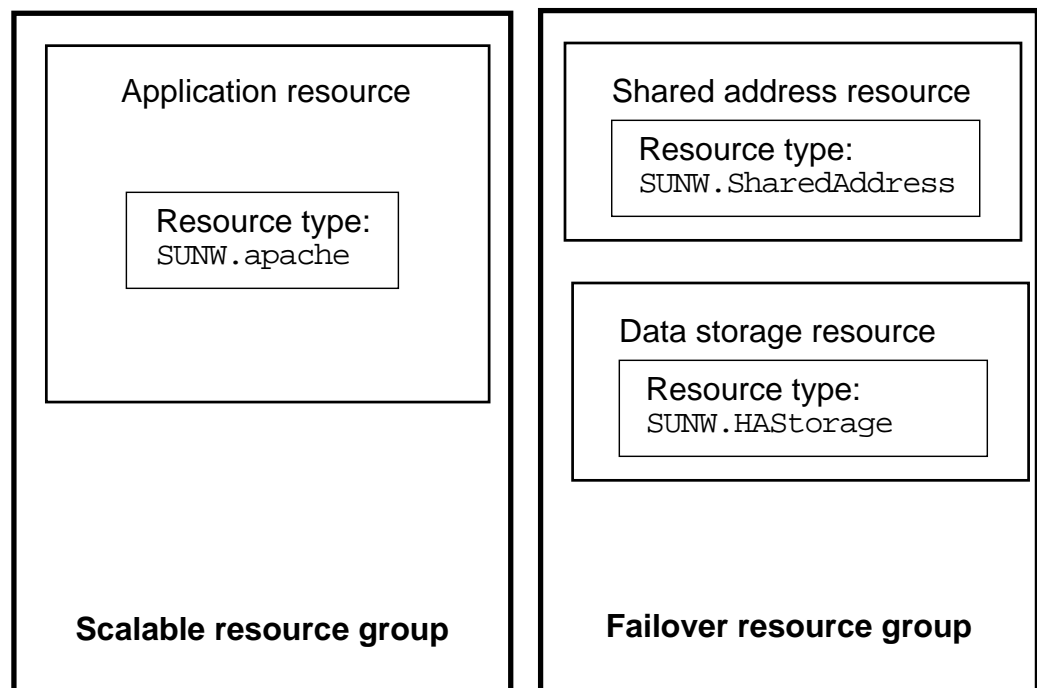 Application resource
Resource type:
SUNW.apache
Scalable resource group
Shared address resource
Resource type:
SUNW.SharedAddress
Data storage resource
Resource type:
SUNW.HAStorage
Failover resource group